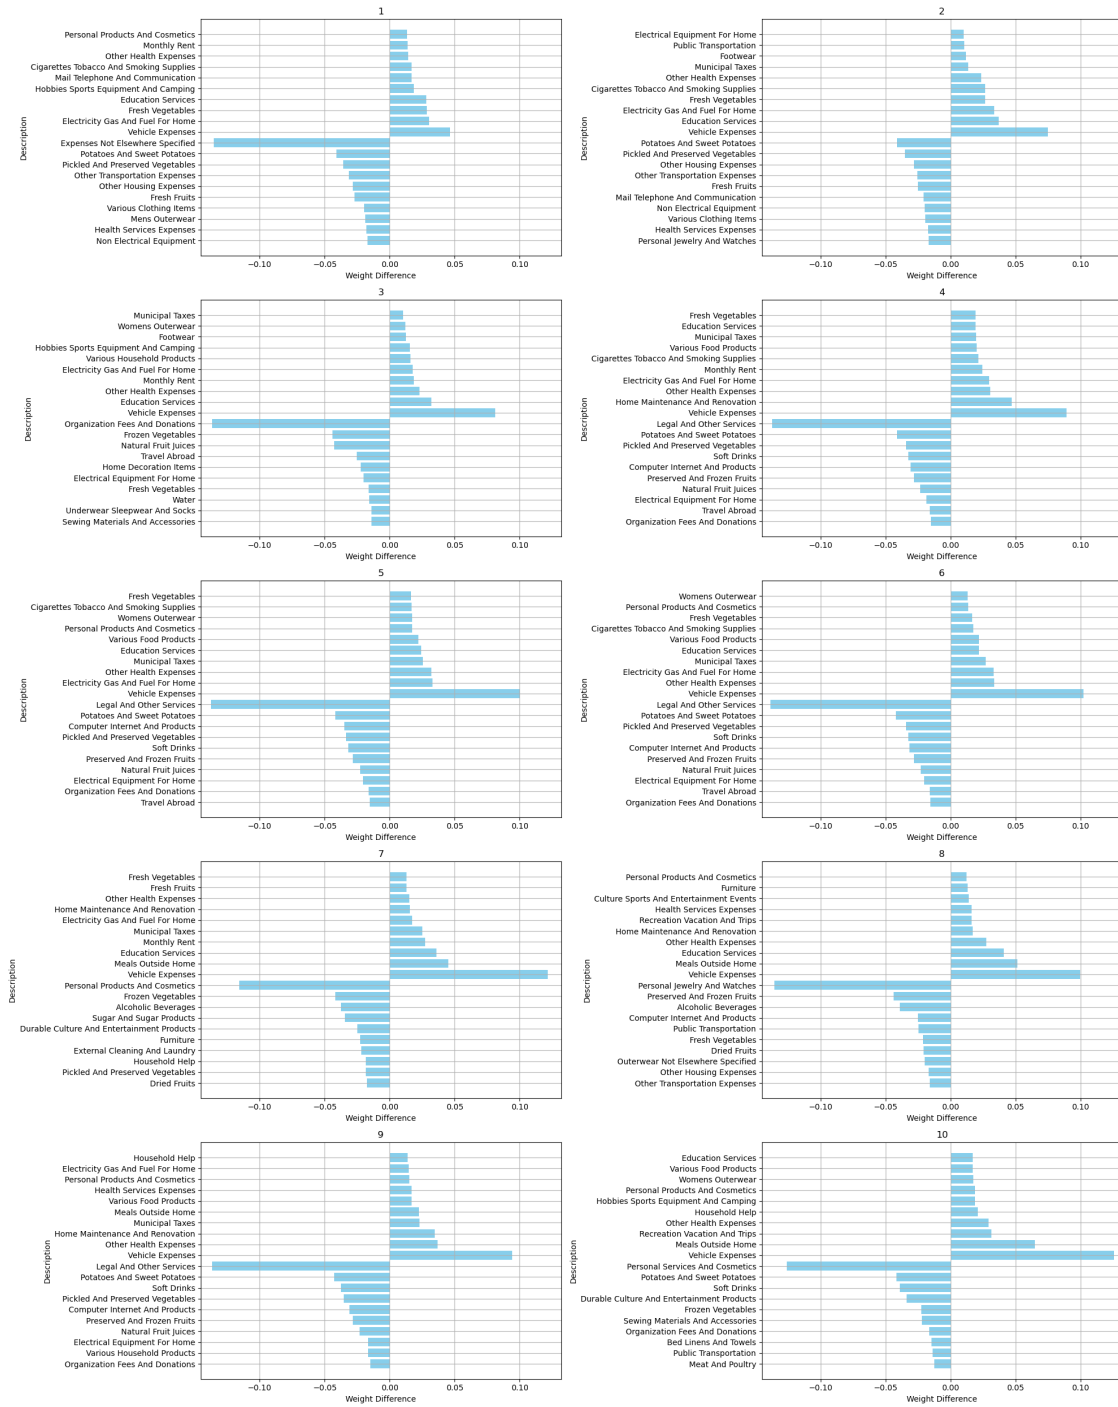 1
Personal Products And Cosmetics
Monthly Rent
Other Health Expenses
Cigarettes Tobacco And Smoking Supplies
Mail Telephone And Communication
Hobbies Sports Equipment And Camping
Education Services
Fresh Vegetables
Electricity Gas And Fuel For Home
Vehicle Expenses
Expenses Not Elsewhere Specified
Potatoes And Sweet Potatoes
Pickled And Preserved Vegetables
Other Transportation Expenses
Other Housing Expenses
Fresh Fruits
Various Clothing Items
Mens Outerwear
Health Services Expenses
Non Electrical Equipment
Description
−0.10 −0.05 0.00 0.05 0.10
Weight Difference
2
Electrical Equipment For Home
Public Transportation
Footwear
Municipal Taxes
Other Health Expenses
Cigarettes Tobacco And Smoking Supplies
Fresh Vegetables
Electricity Gas And Fuel For Home
Education Services
Vehicle Expenses
Potatoes And Sweet Potatoes
Pickled And Preserved Vegetables
Other Housing Expenses
Other Transportation Expenses
Fresh Fruits
Mail Telephone And Communication
Non Electrical Equipment
Various Clothing Items
Health Services Expenses
Personal Jewelry And Watches
Description
−0.10 −0.05 0.00 0.05 0.10
Weight Difference
3
Municipal Taxes
Womens Outerwear
Footwear
Hobbies Sports Equipment And Camping
Various Household Products
Electricity Gas And Fuel For Home
Monthly Rent
Other Health Expenses
Education Services
Vehicle Expenses
Organization Fees And Donations
Frozen Vegetables
Natural Fruit Juices
Travel Abroad
Home Decoration Items
Electrical Equipment For Home
Fresh Vegetables
Water
Underwear Sleepwear And Socks
Sewing Materials And Accessories
Description
−0.10 −0.05 0.00 0.05 0.10
Weight Difference
4
Fresh Vegetables
Education Services
Municipal Taxes
Various Food Products
Cigarettes Tobacco And Smoking Supplies
Monthly Rent
Electricity Gas And Fuel For Home
Other Health Expenses
Home Maintenance And Renovation
Vehicle Expenses
Legal And Other Services
Potatoes And Sweet Potatoes
Pickled And Preserved Vegetables
Soft Drinks
Computer Internet And Products
Preserved And Frozen Fruits
Natural Fruit Juices
Electrical Equipment For Home
Travel Abroad
Organization Fees And Donations
Description
−0.10 −0.05 0.00 0.05 0.10
Weight Difference
5
Fresh Vegetables
Cigarettes Tobacco And Smoking Supplies
Womens Outerwear
Personal Products And Cosmetics
Various Food Products
Education Services
Municipal Taxes
Other Health Expenses
Electricity Gas And Fuel For Home
Vehicle Expenses
Legal And Other Services
Potatoes And Sweet Potatoes
Computer Internet And Products
Pickled And Preserved Vegetables
Soft Drinks
Preserved And Frozen Fruits
Natural Fruit Juices
Electrical Equipment For Home
Organization Fees And Donations
Travel Abroad
Description
−0.10 −0.05 0.00 0.05 0.10
Weight Difference
6
Womens Outerwear
Personal Products And Cosmetics
Fresh Vegetables
Cigarettes Tobacco And Smoking Supplies
Various Food Products
Education Services
Municipal Taxes
Electricity Gas And Fuel For Home
Other Health Expenses
Vehicle Expenses
Legal And Other Services
Potatoes And Sweet Potatoes
Pickled And Preserved Vegetables
Soft Drinks
Computer Internet And Products
Preserved And Frozen Fruits
Natural Fruit Juices
Electrical Equipment For Home
Travel Abroad
Organization Fees And Donations
Description
−0.10 −0.05 0.00 0.05 0.10
Weight Difference
7
Fresh Vegetables
Fresh Fruits
Other Health Expenses
Home Maintenance And Renovation
Electricity Gas And Fuel For Home
Municipal Taxes
Monthly Rent
Education Services
Meals Outside Home
Vehicle Expenses
Personal Products And Cosmetics
Frozen Vegetables
Alcoholic Beverages
Sugar And Sugar Products
Durable Culture And Entertainment Products
Furniture
External Cleaning And Laundry
Household Help
Pickled And Preserved Vegetables
Dried Fruits
Description
−0.10 −0.05 0.00 0.05 0.10
Weight Difference
8
Personal Products And Cosmetics
Furniture
Culture Sports And Entertainment Events
Health Services Expenses
Recreation Vacation And Trips
Home Maintenance And Renovation
Other Health Expenses
Education Services
Meals Outside Home
Vehicle Expenses
Personal Jewelry And Watches
Preserved And Frozen Fruits
Alcoholic Beverages
Computer Internet And Products
Public Transportation
Fresh Vegetables
Dried Fruits
Outerwear Not Elsewhere Specified
Other Housing Expenses
Other Transportation Expenses
Description
−0.10 −0.05 0.00 0.05 0.10
Weight Difference
9
Household Help
Electricity Gas And Fuel For Home
Personal Products And Cosmetics
Health Services Expenses
Various Food Products
Meals Outside Home
Municipal Taxes
Home Maintenance And Renovation
Other Health Expenses
Vehicle Expenses
Legal And Other Services
Potatoes And Sweet Potatoes
Soft Drinks
Pickled And Preserved Vegetables
Computer Internet And Products
Preserved And Frozen Fruits
Natural Fruit Juices
Electrical Equipment For Home
Various Household Products
Organization Fees And Donations
Description
−0.10 −0.05 0.00 0.05 0.10
Weight Difference
10
Education Services
Various Food Products
Womens Outerwear
Personal Products And Cosmetics
Hobbies Sports Equipment And Camping
Household Help
Other Health Expenses
Recreation Vacation And Trips
Meals Outside Home
Vehicle Expenses
Personal Services And Cosmetics
Potatoes And Sweet Potatoes
Soft Drinks
Durable Culture And Entertainment Products
Frozen Vegetables
Sewing Materials And Accessories
Organization Fees And Donations
Bed Linens And Towels
Public Transportation
Meat And Poultry
Description
−0.10 −0.05 0.00 0.05 0.10
Weight Difference